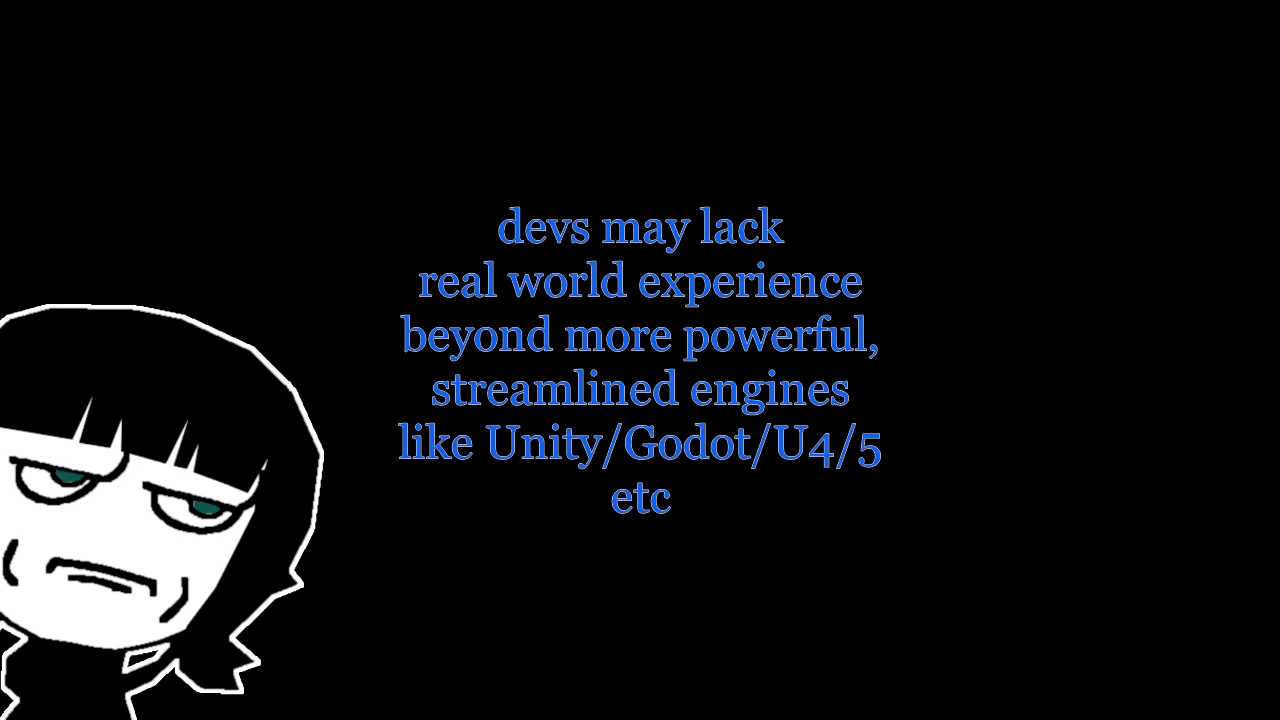 devs may lack
real world experience
beyond more powerful,
streamlined engines
like Unity/Godot/U4/5
etc